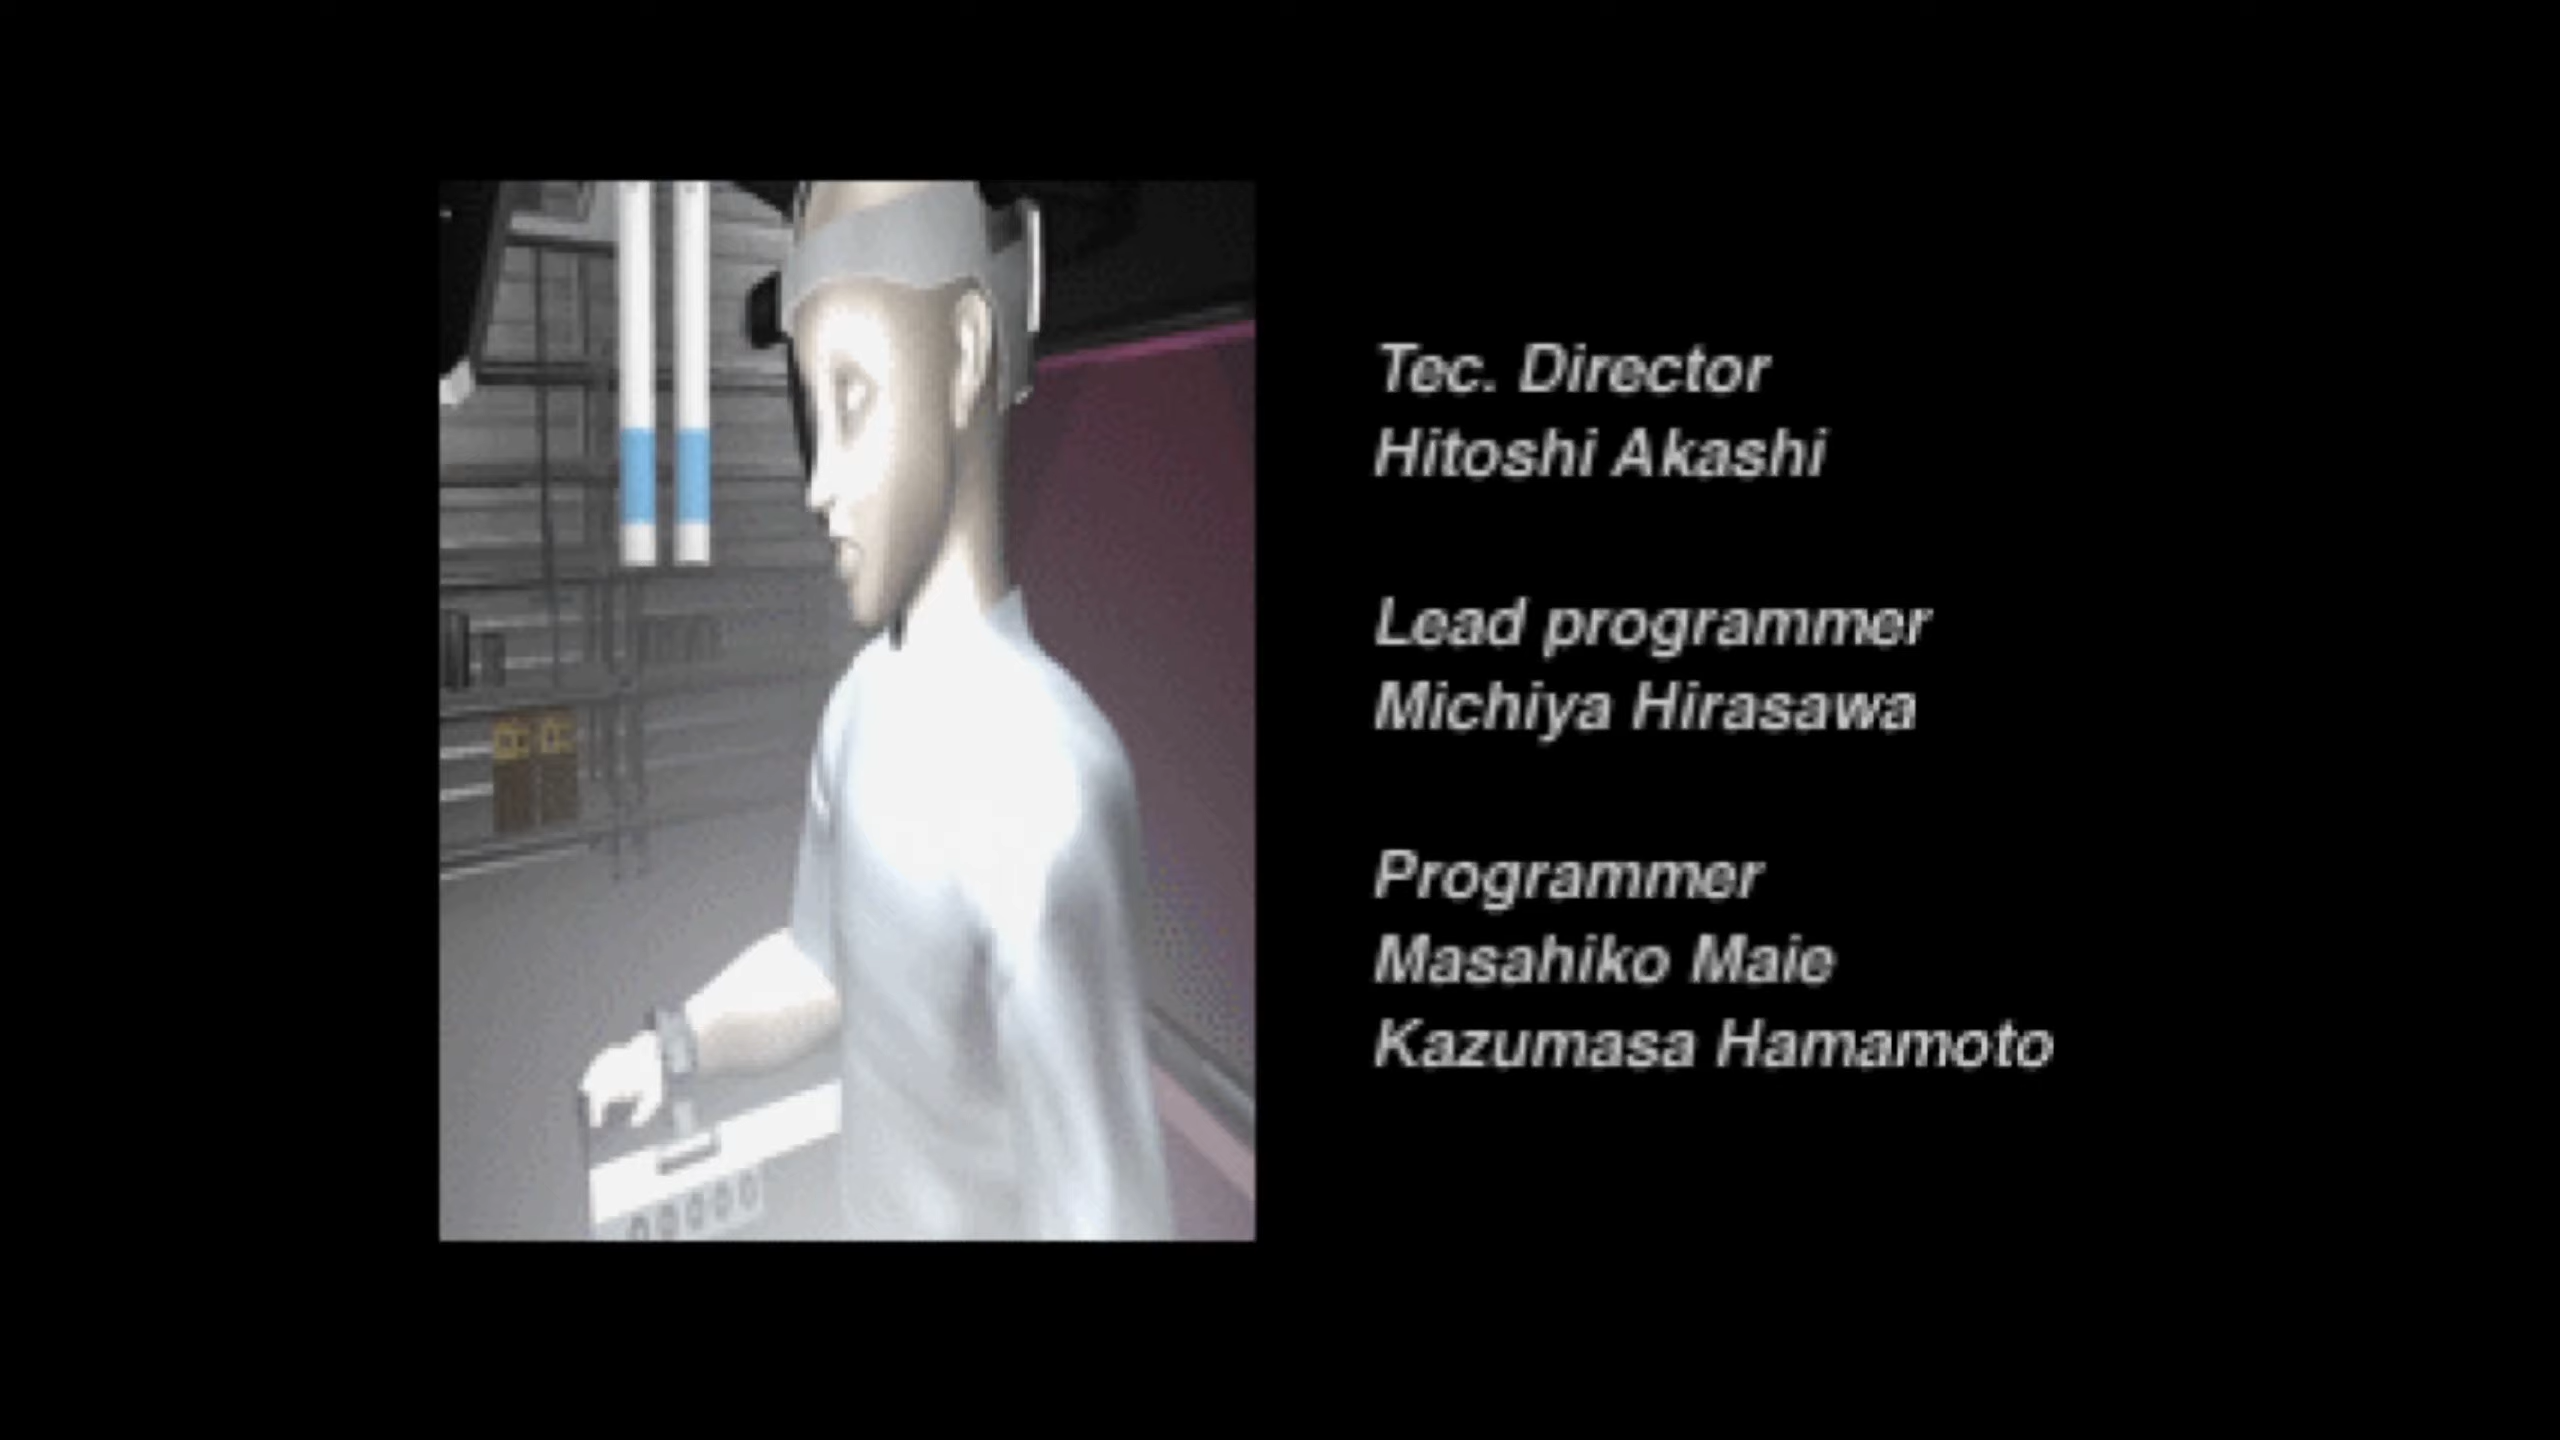 Tec. Director
Hitoshi Akashi
Lead programmer
Michiya Hirasawa
Programmer
Masahiko Maie
Kazumasa Hamamoto